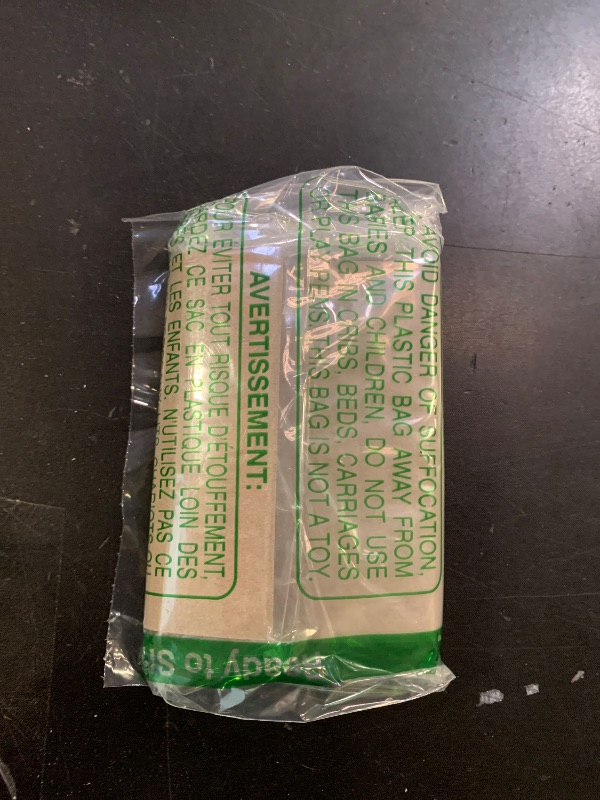 AVOID DANGER OF SUFFOCATION,
KEEP THIS PLASTIC BAG AWAY FROM
BABIES AND CHILDREN. DO NOT USE
THIS BAG IN CRIBS, BEDS, CARRIAGES
OR PLAYPENS. THIS BAG IS NOT A TOY.
AVERTISSEMENT:
POUR ÉVITER TOUT RISQUE D'ÉTOUFFEMENT,
GARDEZ CE SAC EN PLASTIQUE LOIN DES
ET LES ENFANTS. N'UTILISEZ PAS CE
Ready to